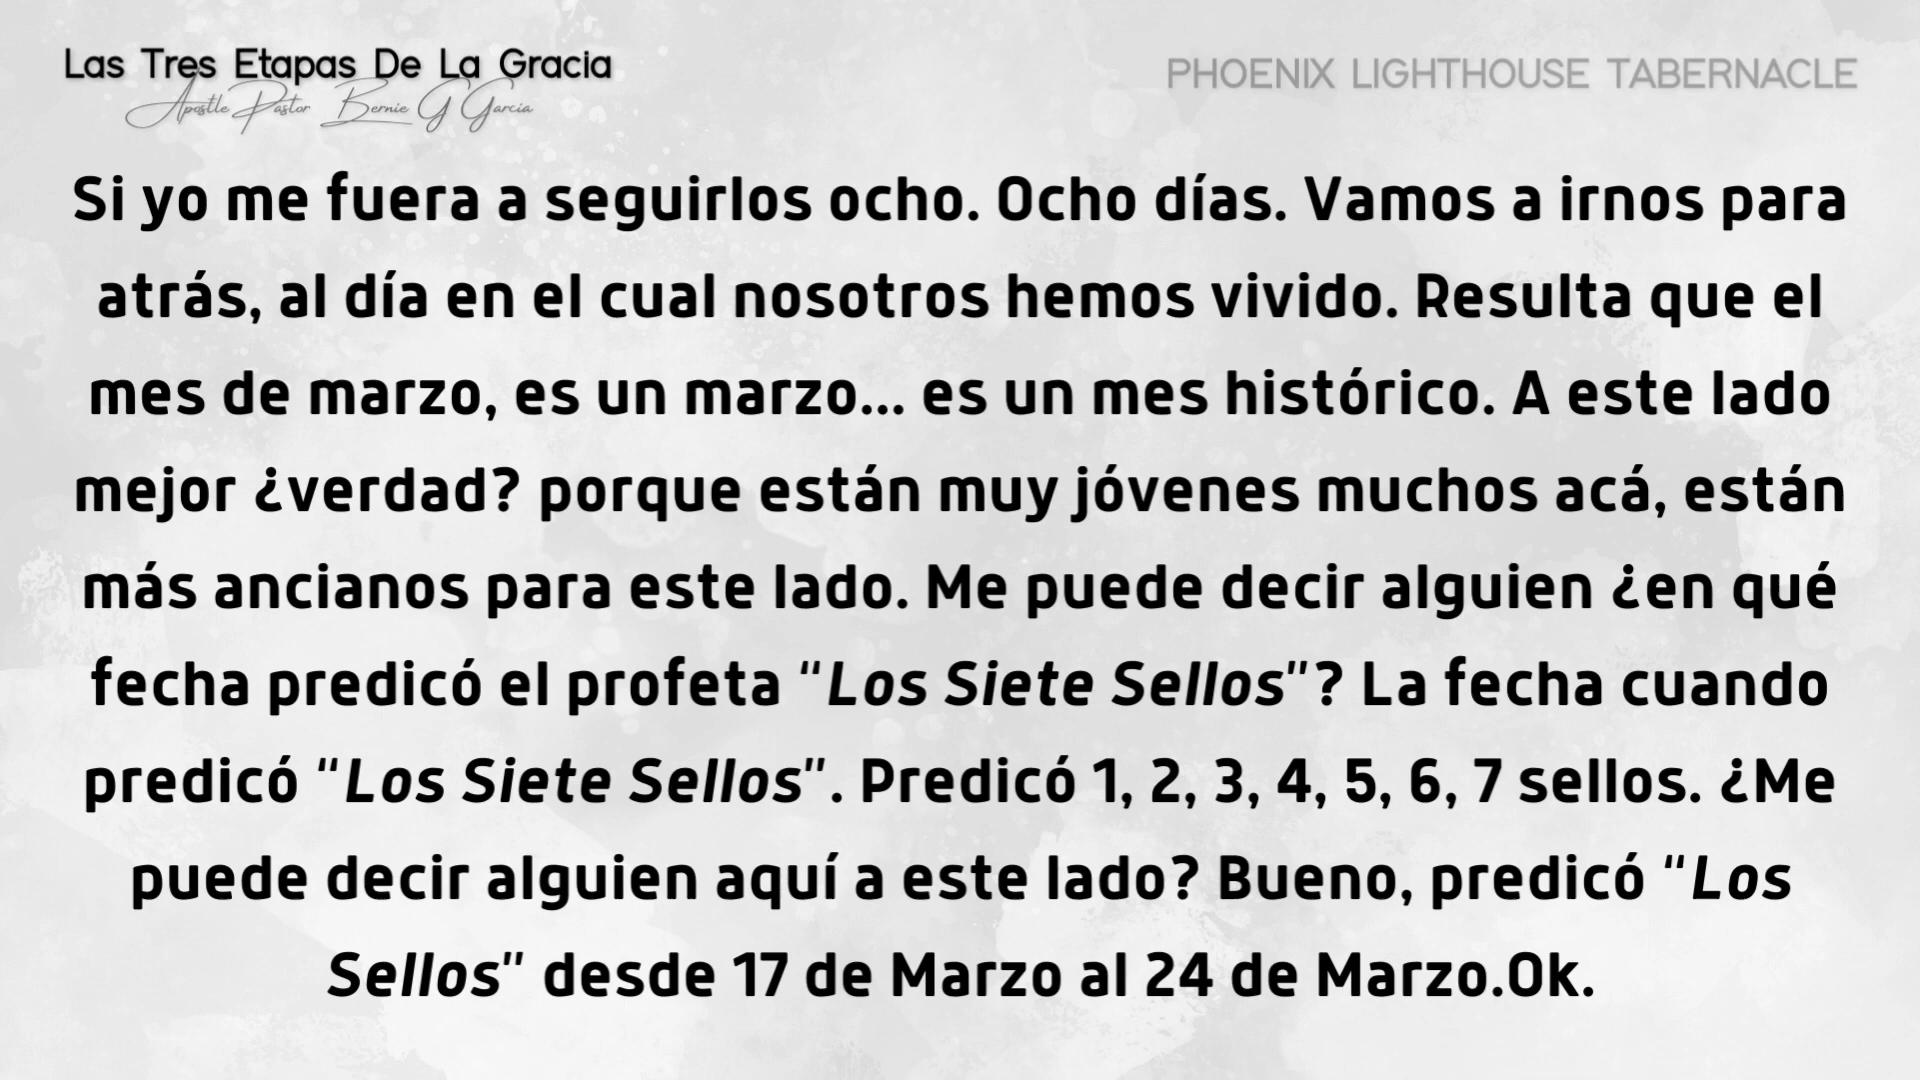 Las Tres Etapas De La Gracia
Apostle Pastor Bernie G Garcia
PHOENIX LIGHTHOUSE TABERNACLE
Si yo me fuera a seguirlos ocho. Ocho días. Vamos a irnos para
atrás, al día en el cual nosotros hemos vivido. Resulta que el
mes de marzo, es un marzo... es un mes histórico. A este lado
mejor ¿verdad? porque están muy jóvenes muchos acá, están
más ancianos para este lado. Me puede decir alguien ¿en qué
fecha predicó el profeta “Los Siete Sellos”? La fecha cuando
predicó “Los Siete Sellos”. Predicó 1, 2, 3, 4, 5, 6, 7 sellos. ¿Me
puede decir alguien aquí a este lado? Bueno, predicó “Los
Sellos” desde 17 de Marzo al 24 de Marzo.Ok.